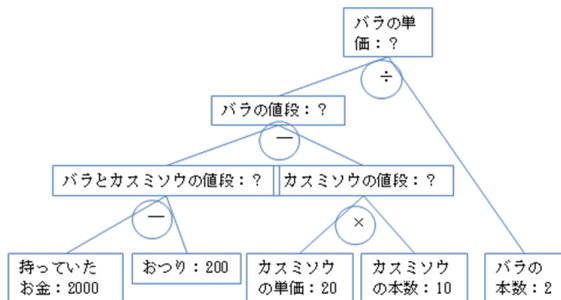 バラの単
価：？
÷
バラの値段：？
－
バラとカスミソウの値段：？
カスミソウの値段：？
－
×
持っていた
お金：2000
おつり：200
カスミソウ
の単価：20
カスミソウ
の本数：10
バラの
本数：2